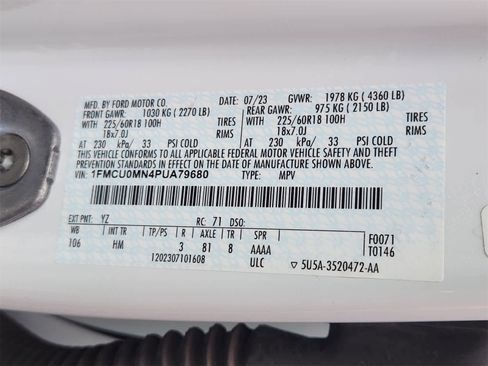 MFD. BY FORD MOTOR CO. DATE: 07/23 GVWR: 1978 KG ( 4360 LB)
FRONT GAWR: 1030 KG ( 2270 LB) REAR GAWR: 975 KG ( 2150 LB)
WITH 225/60R18 100H TIRES WITH 225/60R18 100H TIRES
18x7.0J RIMS 18x7.0J RIMS
AT 230 kPa/ 33 PSI COLD AT 230 kPa/ 33 PSI COLD
THIS VEHICLE CONFORMS TO ALL APPLICABLE FEDERAL MOTOR VEHICLE SAFETY AND THEFT
PREVENTION STANDARDS IN EFFECT ON THE DATE OF MANUFACTURE SHOWN ABOVE.
VIN: 1FMCU0MN4PUA79680 TYPE: MPV
EXT PNT: YZ RC: 71 DSO:
WB INT TR TP/PS R AXLE TR SPR F0071
106 HM 3 81 8 AAAA T0146
1202307101608 ULC 5U5A-3520472-AA